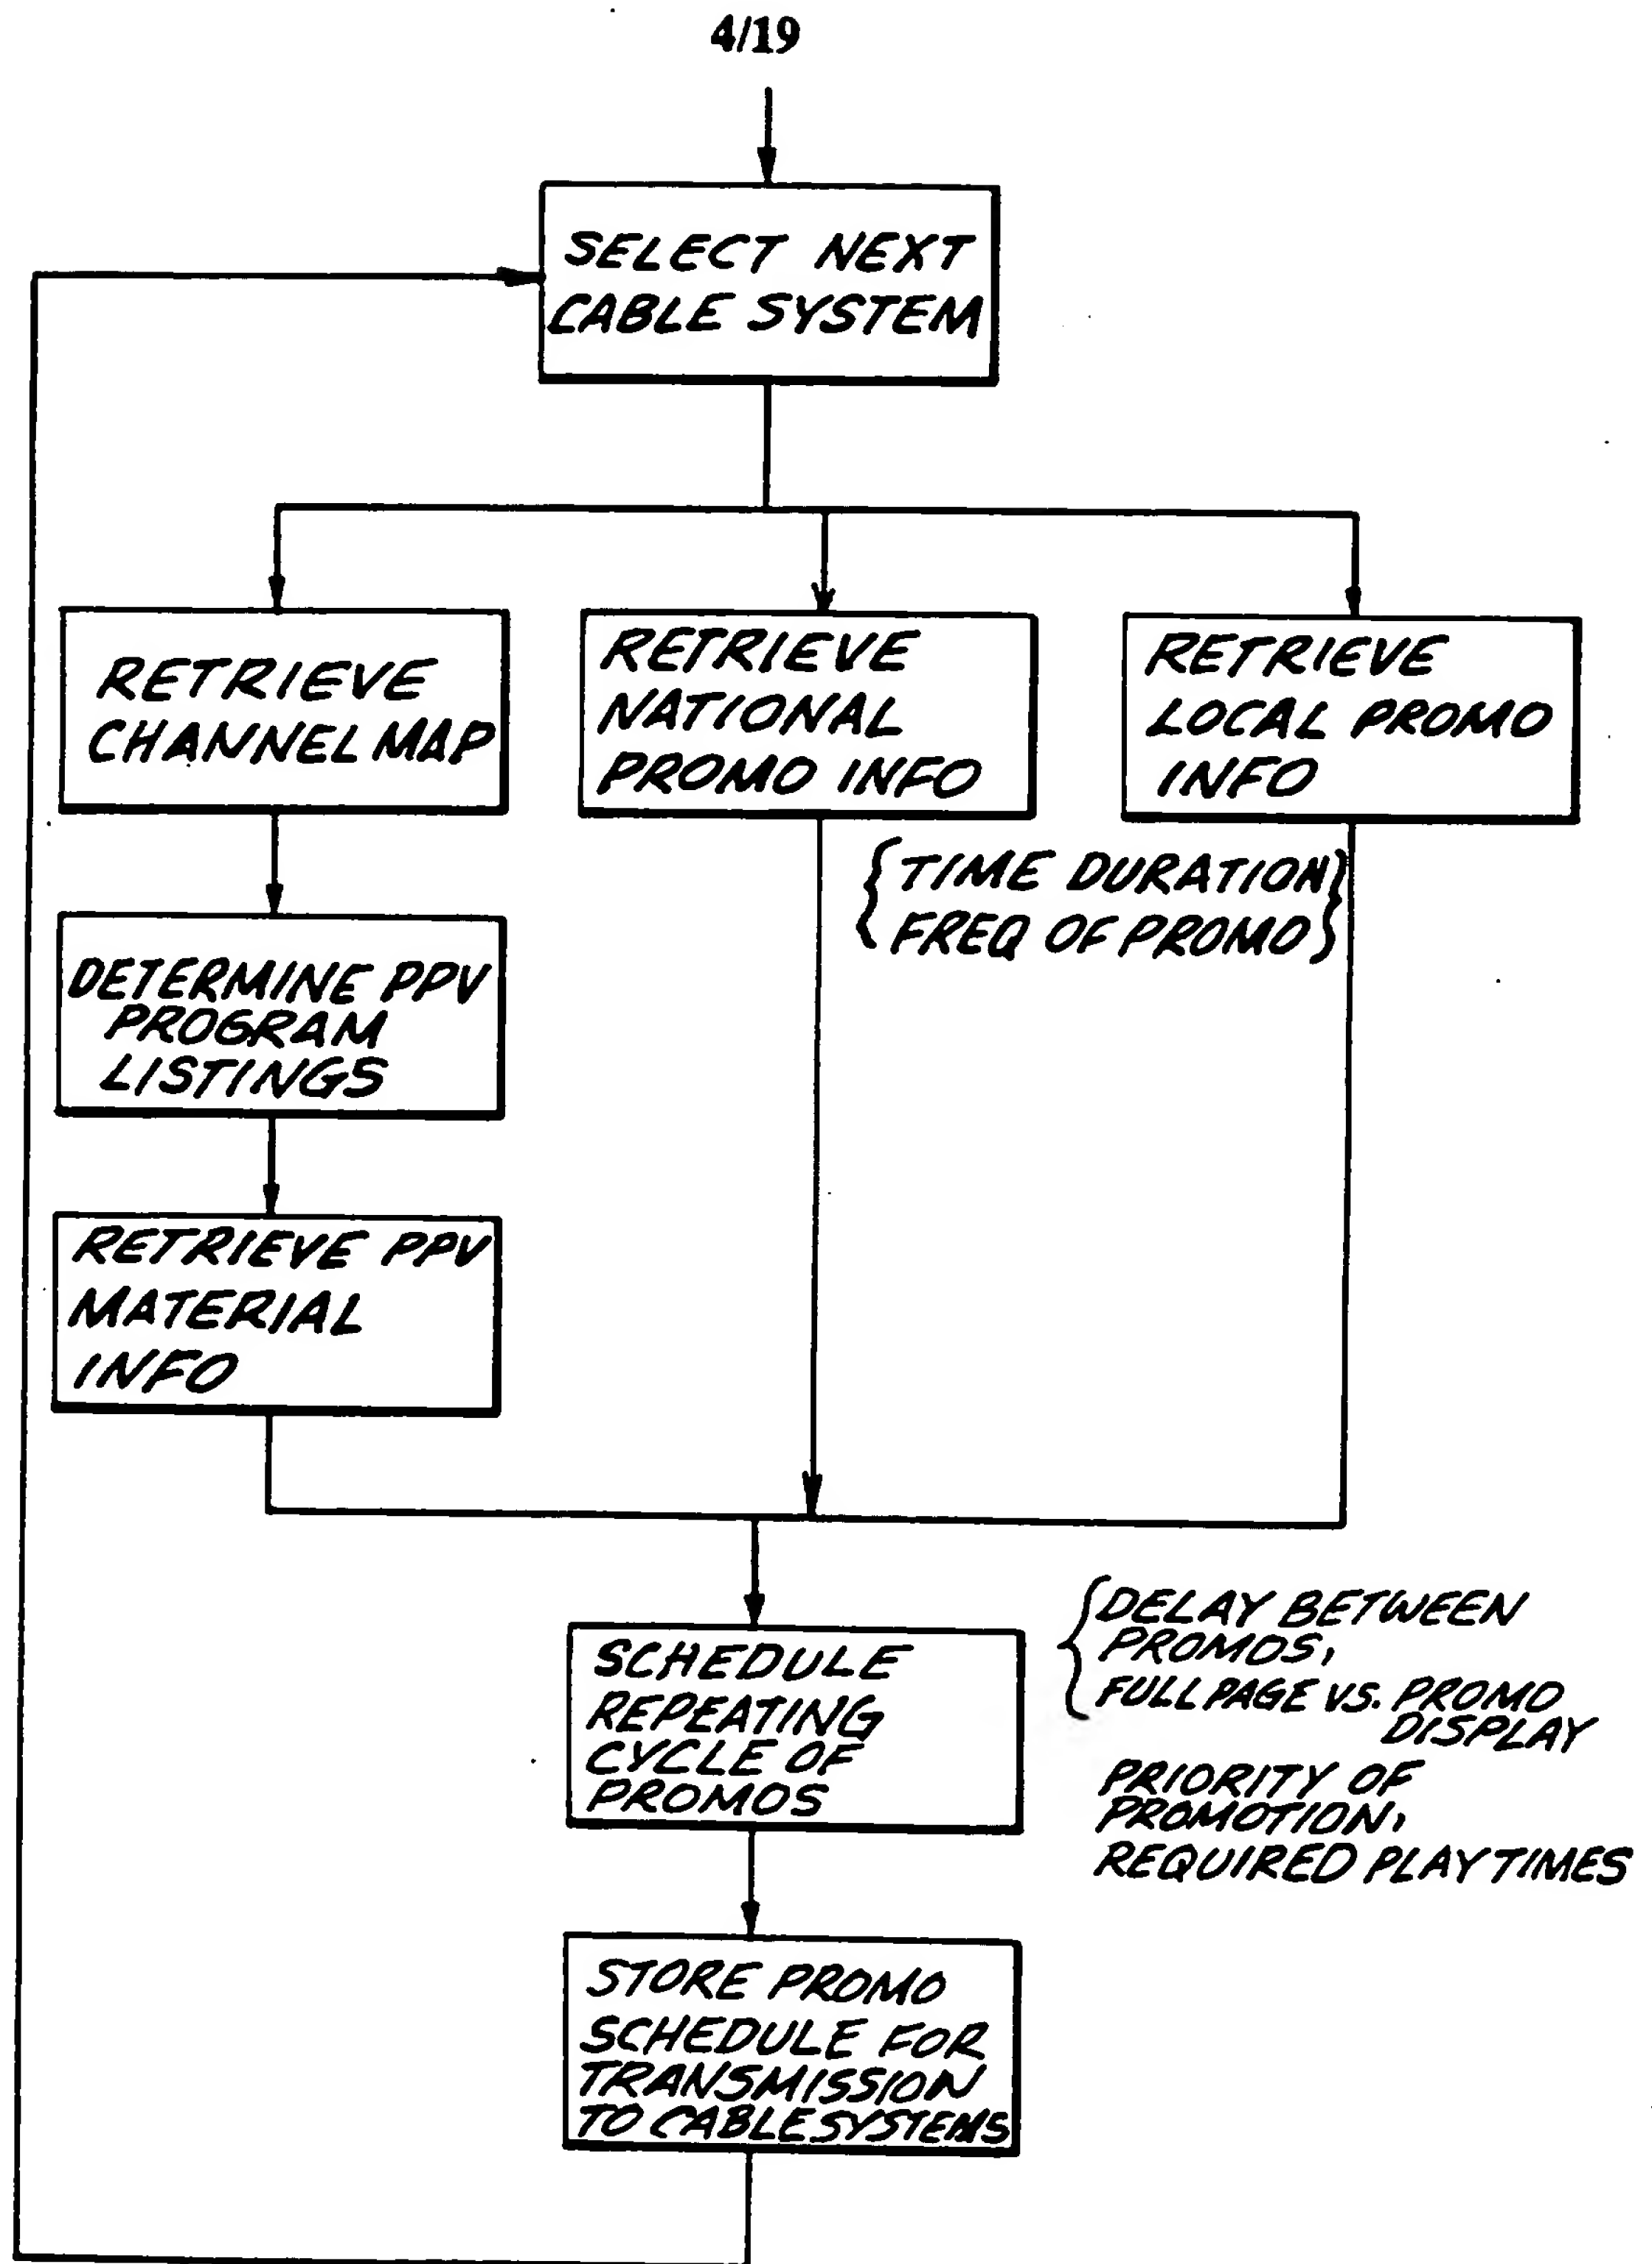 4/19
SELECT NEXT
CABLE SYSTEM
RETRIEVE
CHANNEL MAP
RETRIEVE
NATIONAL
PROMO INFO
RETRIEVE
LOCAL PROMO
INFO
{TIME DURATION}
{FREQ OF PROMO}
DETERMINE PPV
PROGRAM
LISTINGS
RETRIEVE PPV
MATERIAL
INFO
SCHEDULE
REPEATING
CYCLE OF
PROMOS
{DELAY BETWEEN
PROMOS,
FULL PAGE VS. PROMO
DISPLAY
PRIORITY OF
PROMOTION,
REQUIRED PLAY TIMES
STORE PROMO
SCHEDULE FOR
TRANSMISSION
TO CABLE SYSTEMS